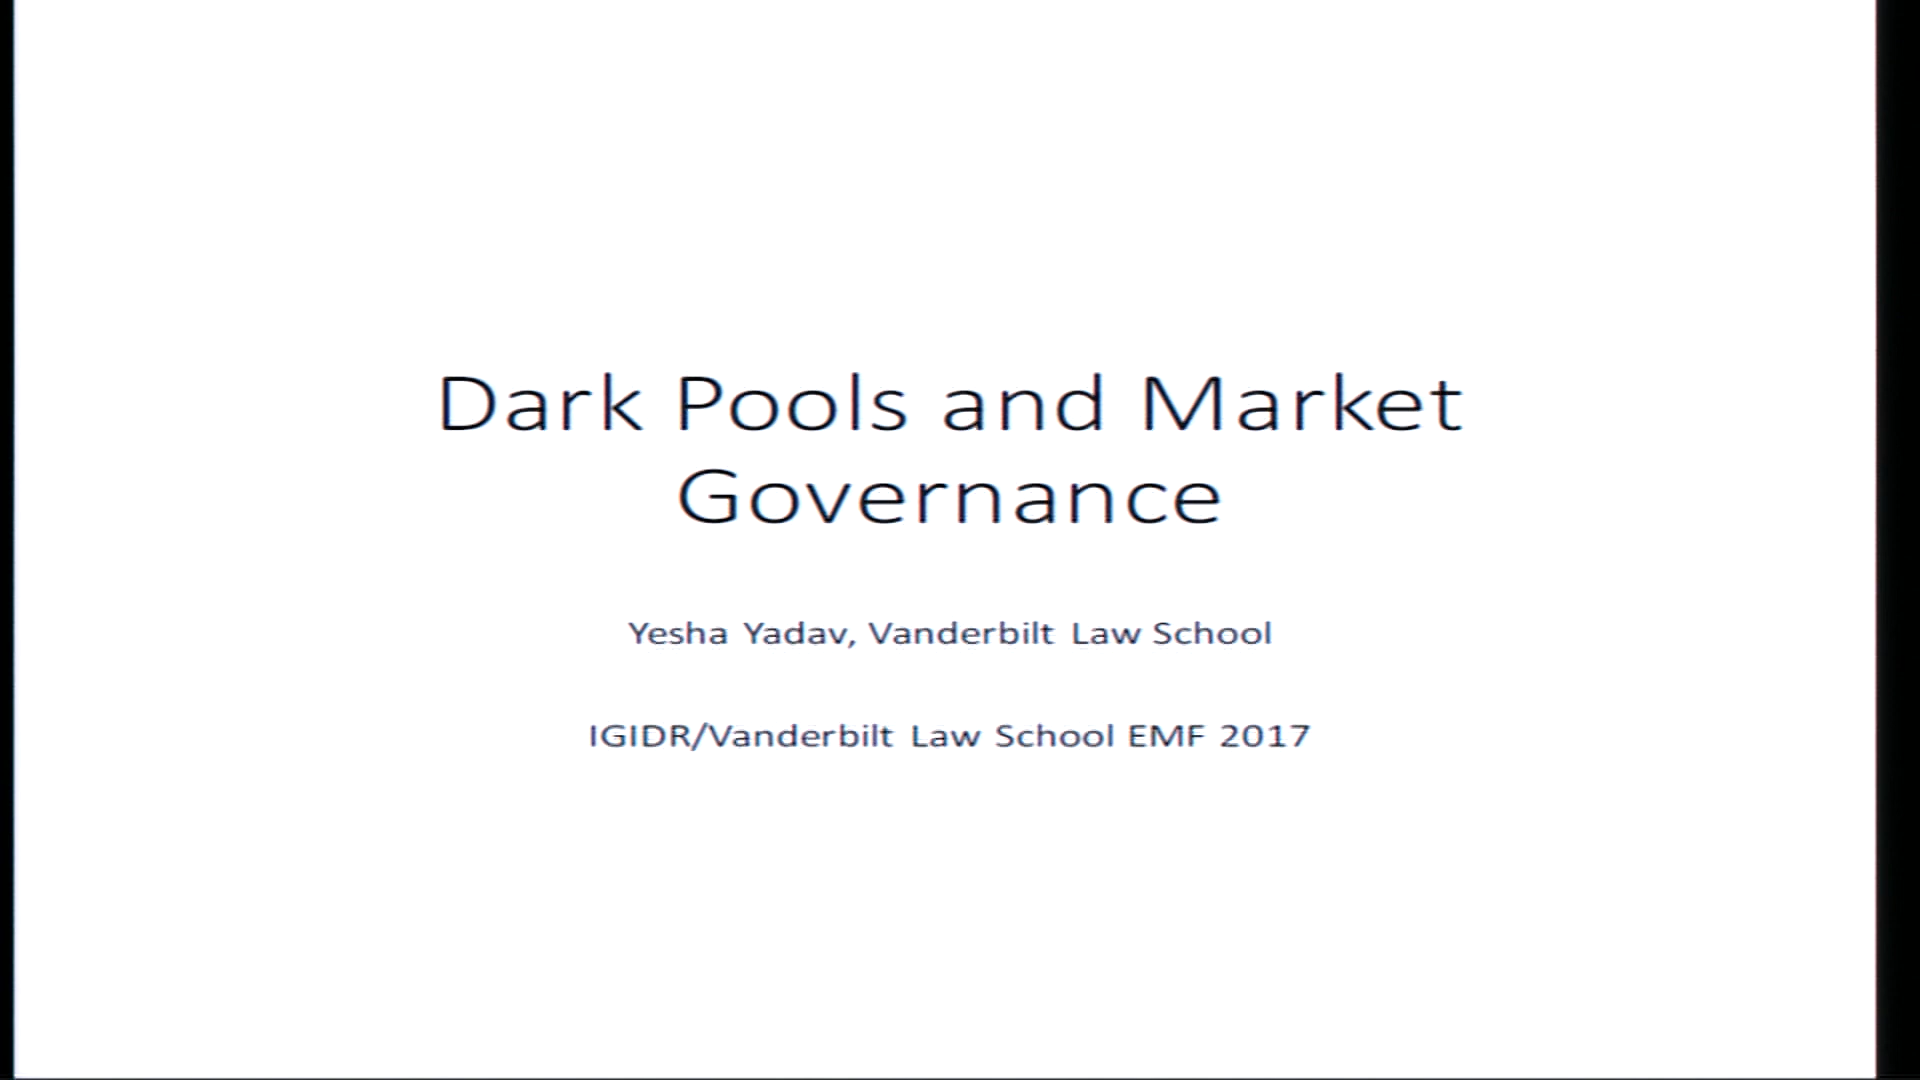 Dark Pools and Market
Governance
Yesha Yadav, Vanderbilt Law School
IGIDR/Vanderbilt Law School EMF 2017